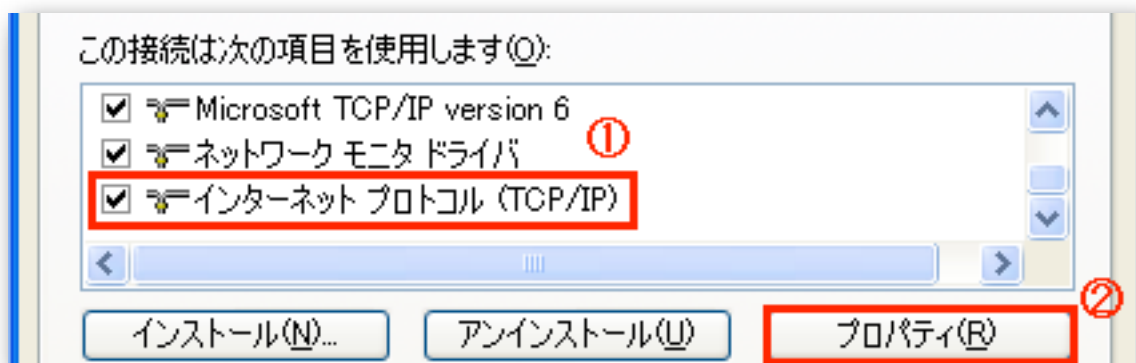 この接続は次の項目を使用します(O):
Microsoft TCP/IP version 6
①
ネットワーク モニタ ドライバ
インターネット プロトコル (TCP/IP)
②
インストール(N)...
アンインストール(U)
プロパティ(R)